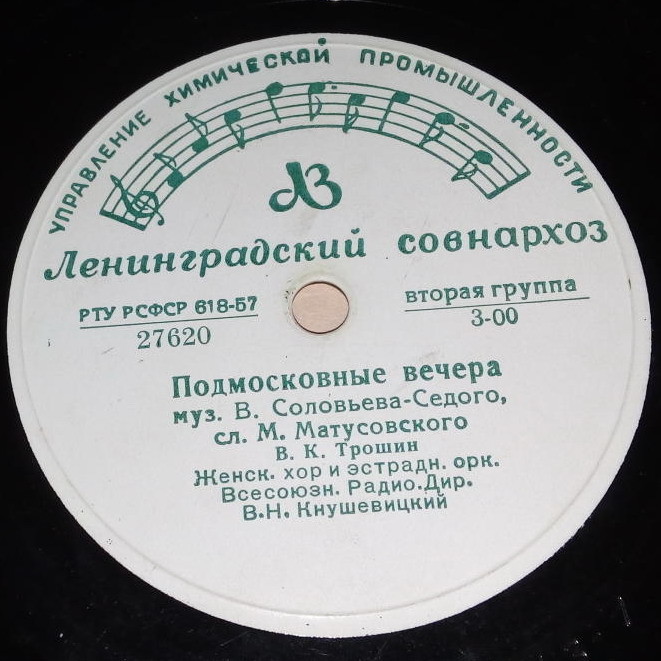 УПРАВЛЕНИЕ ХИМИЧЕСКОЙ ПРОМЫШЛЕННОСТИ
ЛЗ
Ленинградский совнархоз
РТУ РСФСР 618-57
27620
вторая группа
3-00
Подмосковные вечера
муз. В. Соловьева-Седого,
сл. М. Матусовского
В. К. Трошин
Женск. хор и эстрадн. орк.
Всесоюзн. Радио.Дир.
В.Н. Кнушевицкий